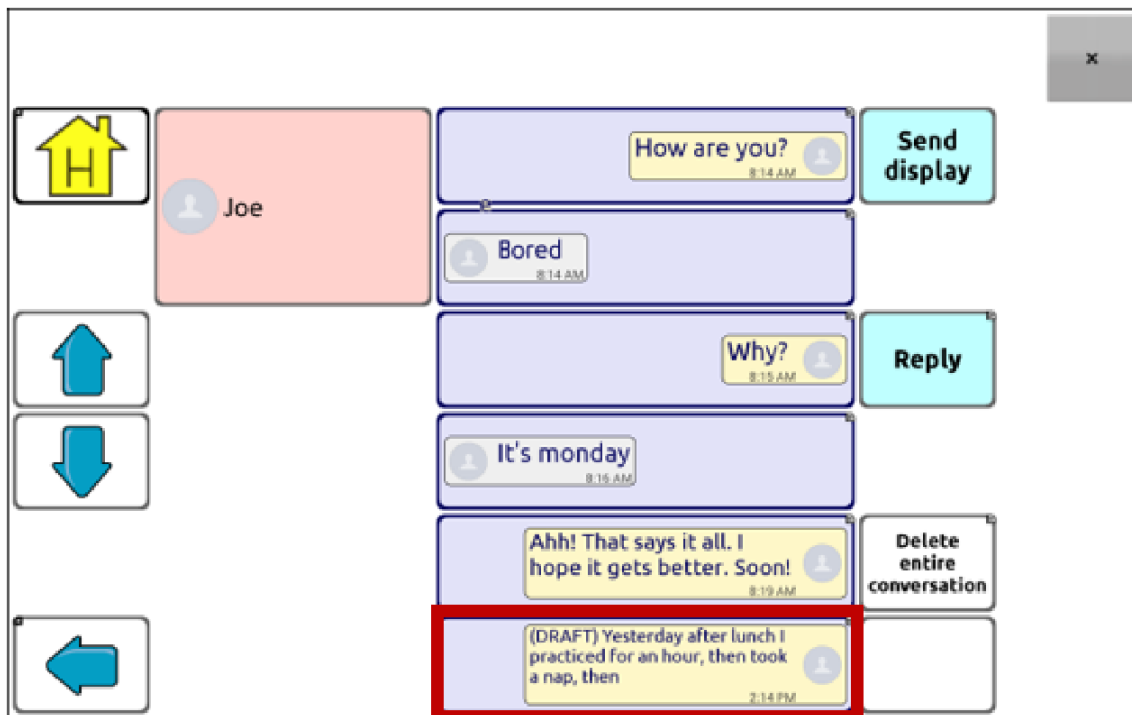 ×
H
Joe
How are you?
8:14 AM
Send
display
Bored
8:14 AM
Why?
8:15 AM
Reply
It's monday
8:16 AM
Ahh! That says it all. I
hope it gets better. Soon!
8:19 AM
Delete
entire
conversation
(DRAFT) Yesterday after lunch I
practiced for an hour, then took
a nap, then
2:14 PM